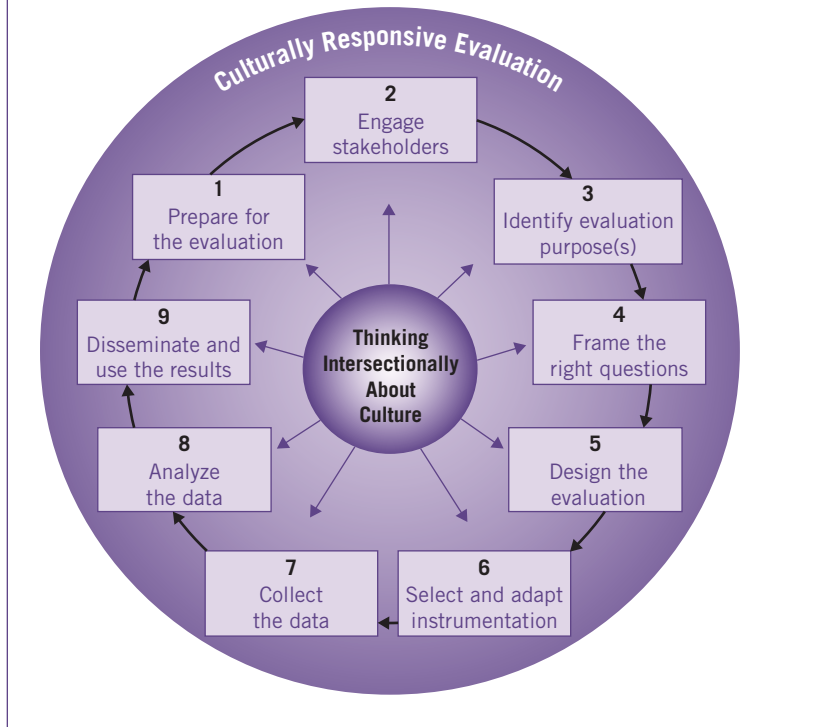 Culturally Responsive Evaluation
1
Prepare for
the evaluation
2
Engage
stakeholders
3
Identify evaluation
purpose(s)
4
Frame the
right questions
5
Design the
evaluation
6
Select and adapt
instrumentation
7
Collect
the data
8
Analyze
the data
9
Disseminate and
use the results
Thinking
Intersectionally
About
Culture